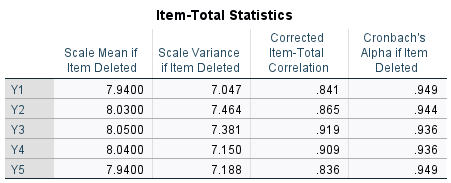 Item-Total Statistics
Scale Mean if Item Deleted
Scale Variance if Item Deleted
Corrected Item-Total Correlation
Cronbach's Alpha if Item Deleted
Y1 7.9400 7.047 .841 .949
Y2 8.0300 7.464 .865 .944
Y3 8.0500 7.381 .919 .936
Y4 8.0400 7.150 .909 .936
Y5 7.9400 7.188 .836 .949